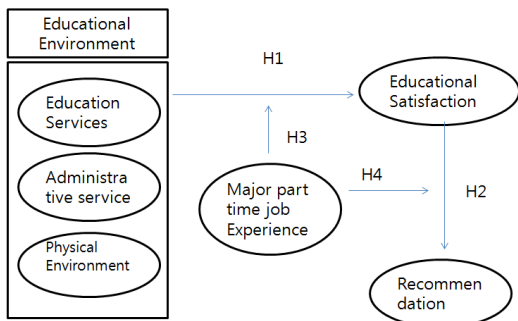 Educational
Environment
Education
Services
Administra
tive service
Physical
Environment
H1
H3
Major part
time job
Experience
H4
Educational
Satisfaction
H2
Recommen
dation